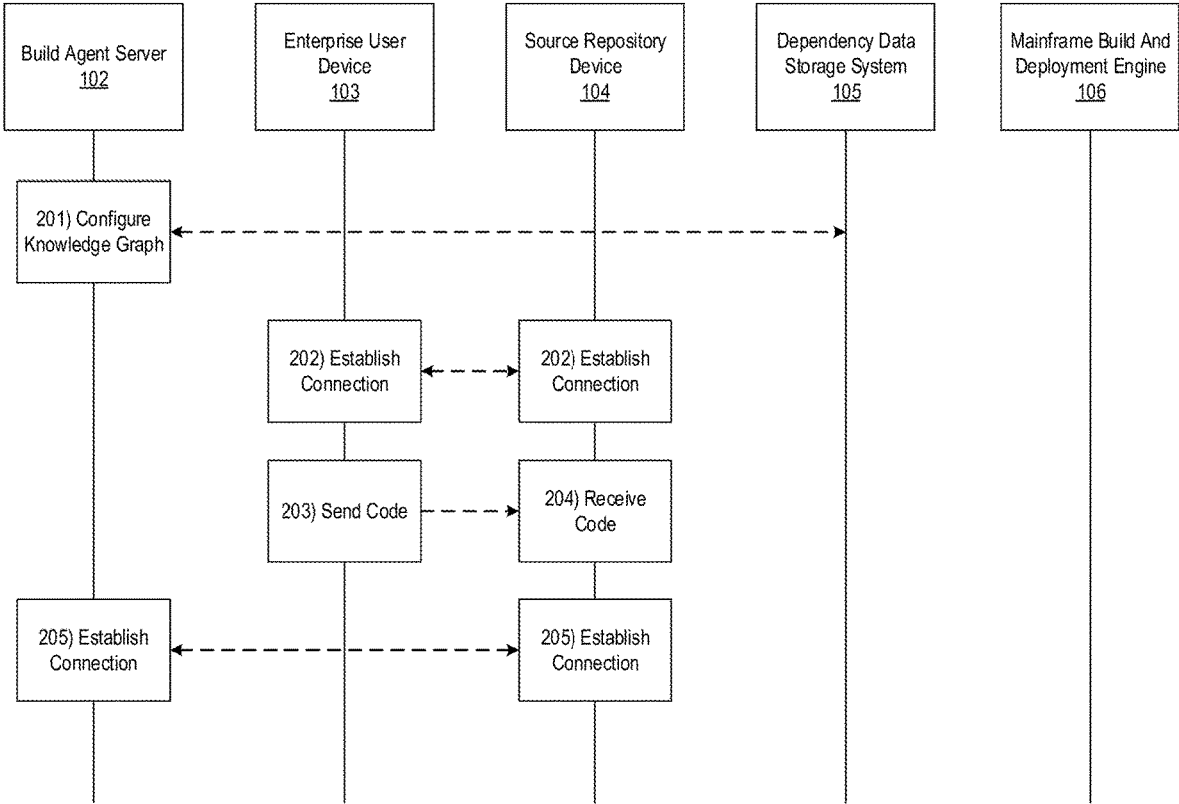 Build Agent Server
102
Enterprise User
Device
103
Source Repository
Device
104
Dependency Data
Storage System
105
Mainframe Build And
Deployment Engine
106
201) Configure
Knowledge Graph
202) Establish
Connection
202) Establish
Connection
203) Send Code
204) Receive
Code
205) Establish
Connection
205) Establish
Connection